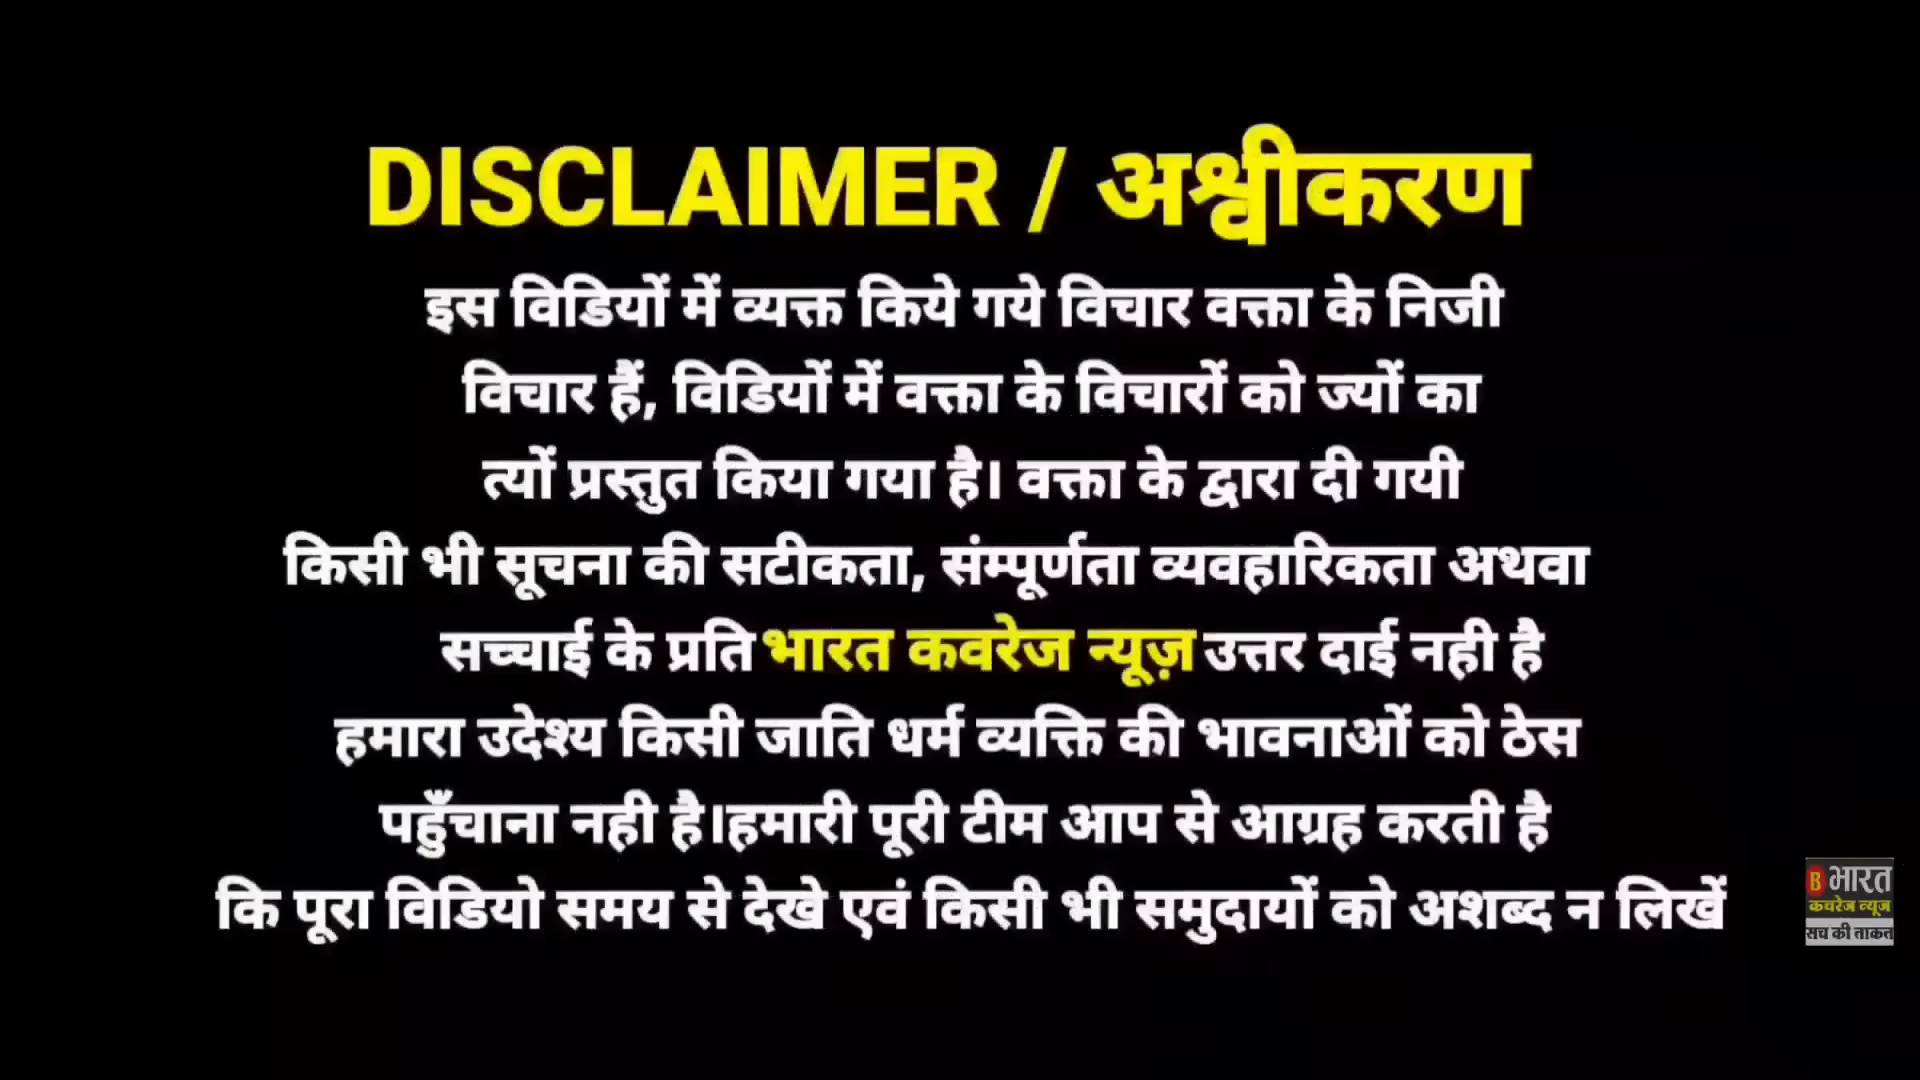 DISCLAIMER / अश्वीकरण
इस विडियों में व्यक्त किये गये विचार वक्ता के निजी
विचार हैं, विडियों में वक्ता के विचारों को ज्यों का
त्यों प्रस्तुत किया गया है। वक्ता के द्वारा दी गयी
किसी भी सूचना की सटीकता, संम्पूर्णता व्यवहारिकता अथवा
सच्चाई के प्रति भारत कवरेज न्यूज़ उत्तर दाई नही है
हमारा उदेश्य किसी जाति धर्म व्यक्ति की भावनाओं को ठेस
पहुँचाना नही है।हमारी पूरी टीम आप से आग्रह करती है
कि पूरा विडियो समय से देखे एवं किसी भी समुदायों को अशब्द न लिखें
B भारत
कवरेज न्यूज
सच की ताकत